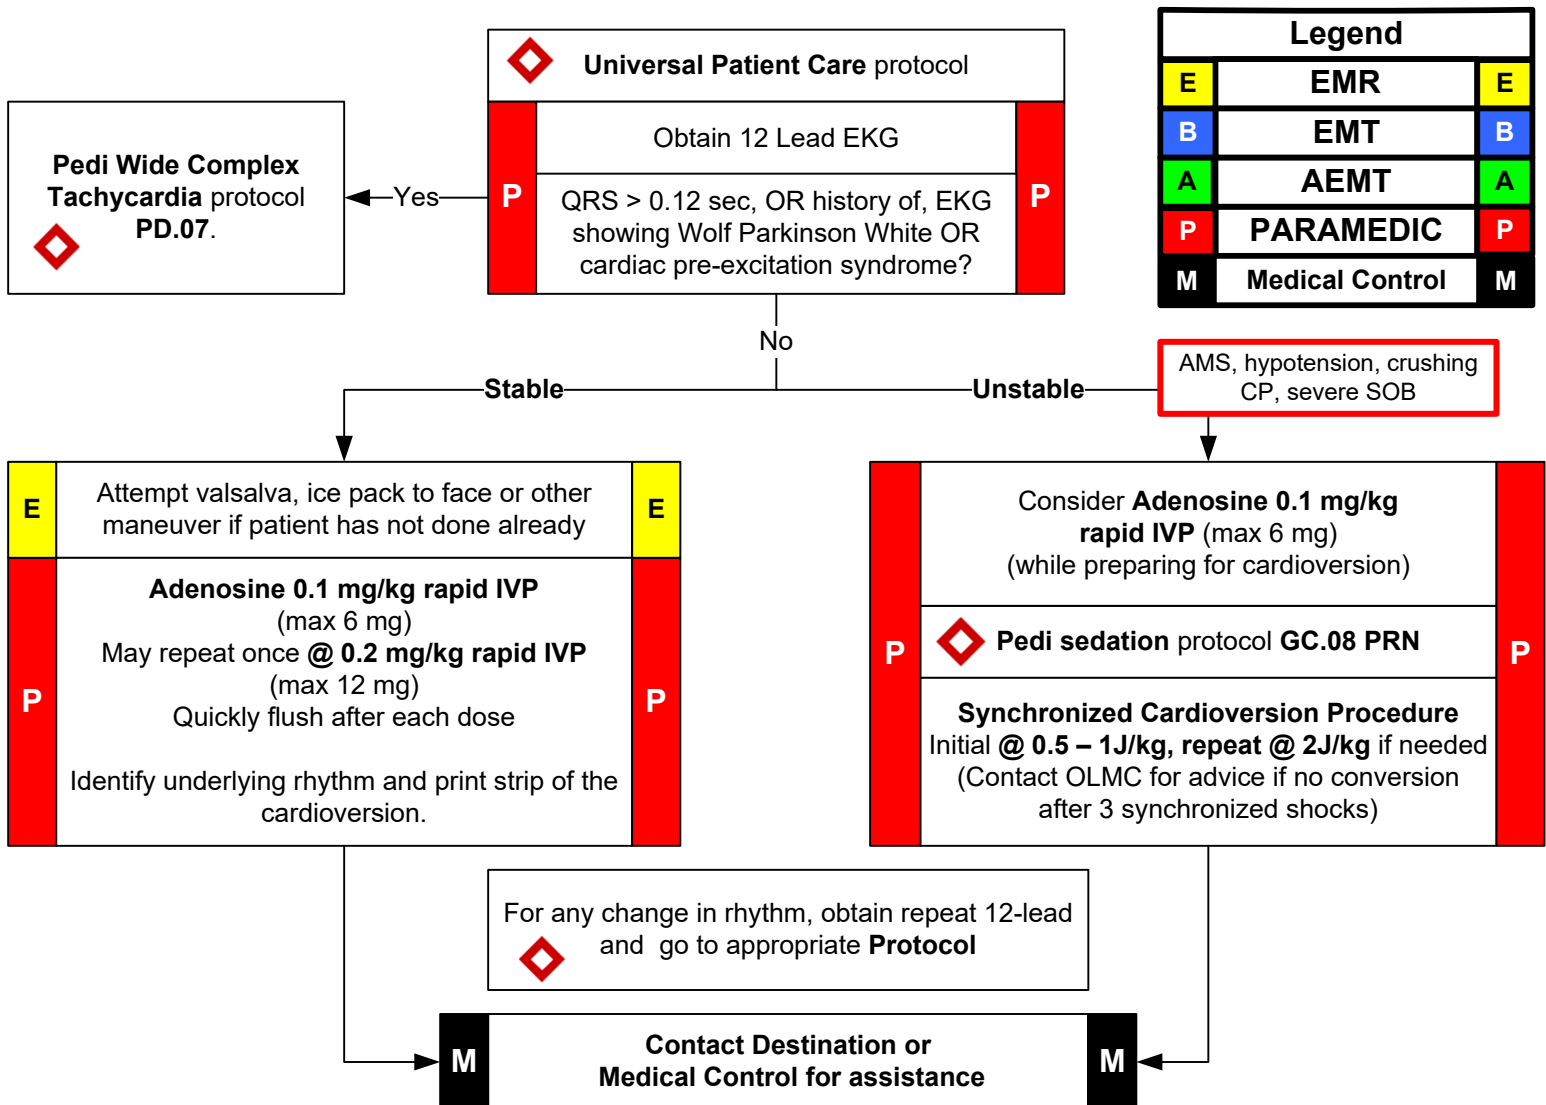 Universal Patient Care protocol
P
Obtain 12 Lead EKG
QRS > 0.12 sec, OR history of, EKG
showing Wolf Parkinson White OR
cardiac pre-excitation syndrome?
P
Yes
Pedi Wide Complex
Tachycardia protocol
PD.07.
Legend
E EMR E
B EMT B
A AEMT A
P PARAMEDIC P
M Medical Control M
No
Stable
Unstable
AMS, hypotension, crushing
CP, severe SOB
E
Attempt valsalva, ice pack to face or other
maneuver if patient has not done already
E
P
Adenosine 0.1 mg/kg rapid IVP
(max 6 mg)
May repeat once @ 0.2 mg/kg rapid IVP
(max 12 mg)
Quickly flush after each dose
Identify underlying rhythm and print strip of the
cardioversion.
P
P
Consider Adenosine 0.1 mg/kg
rapid IVP (max 6 mg)
(while preparing for cardioversion)
Pedi sedation protocol GC.08 PRN
Synchronized Cardioversion Procedure
Initial @ 0.5 – 1J/kg, repeat @ 2J/kg if needed
(Contact OLMC for advice if no conversion
after 3 synchronized shocks)
P
For any change in rhythm, obtain repeat 12-lead
and go to appropriate Protocol
M
Contact Destination or
Medical Control for assistance
M